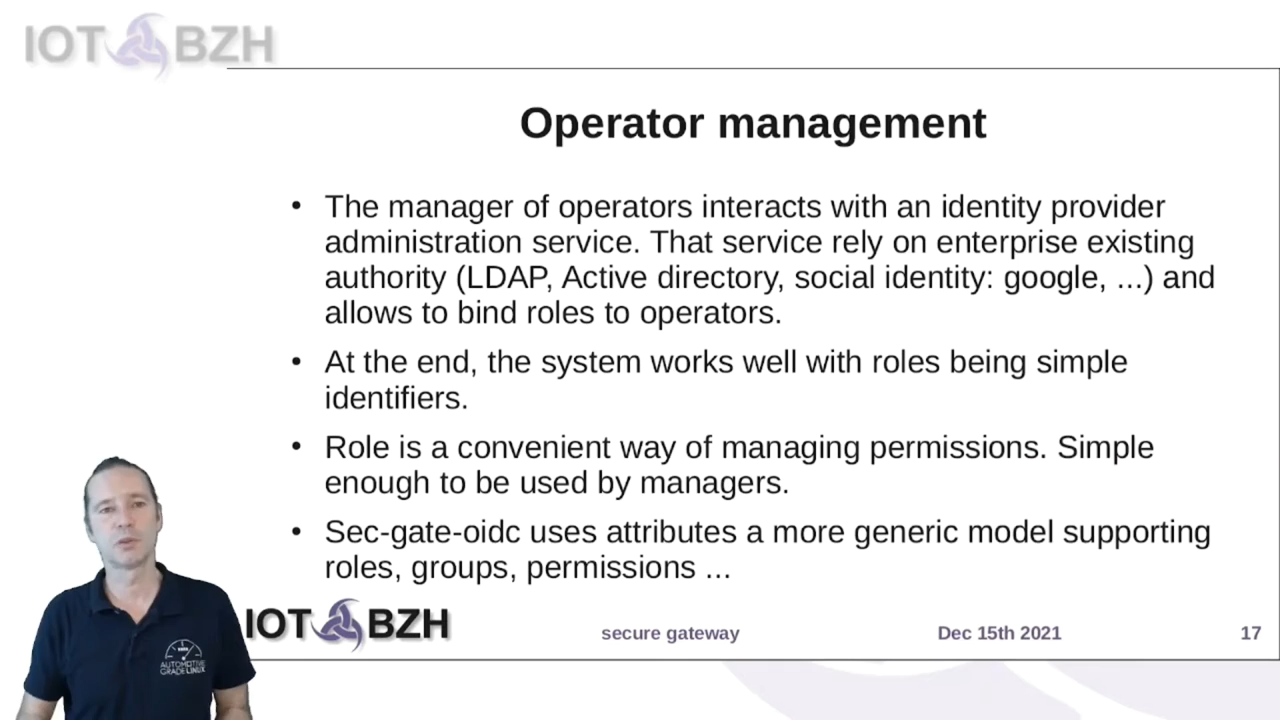 IOT BZH
Operator management
• The manager of operators interacts with an identity provider
administration service. That service rely on enterprise existing
authority (LDAP, Active directory, social identity: google, ...) and
allows to bind roles to operators.
• At the end, the system works well with roles being simple
identifiers.
• Role is a convenient way of managing permissions. Simple
enough to be used by managers.
• Sec-gate-oidc uses attributes a more generic model supporting
roles, groups, permissions ...
IOT BZH
secure gateway
Dec 15th 2021
17
AUTOMOTIVE
GRADE LINUX